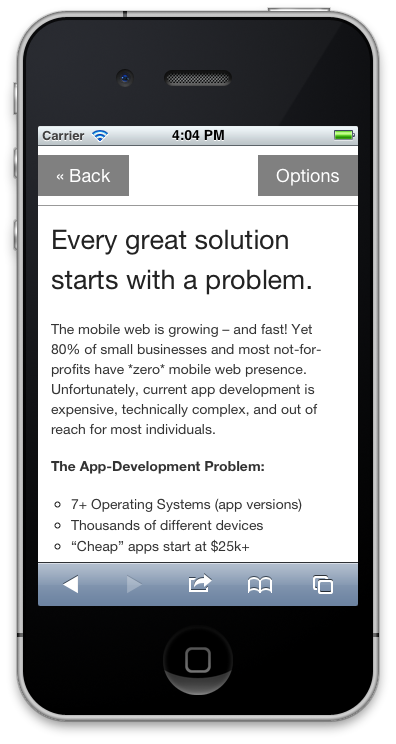 Carrier 4:04 PM
« Back Options
Every great solution
starts with a problem.
The mobile web is growing – and fast! Yet
80% of small businesses and most not-for-
profits have *zero* mobile web presence.
Unfortunately, current app development is
expensive, technically complex, and out of
reach for most individuals.
The App-Development Problem:
7+ Operating Systems (app versions)
Thousands of different devices
“Cheap” apps start at $25k+